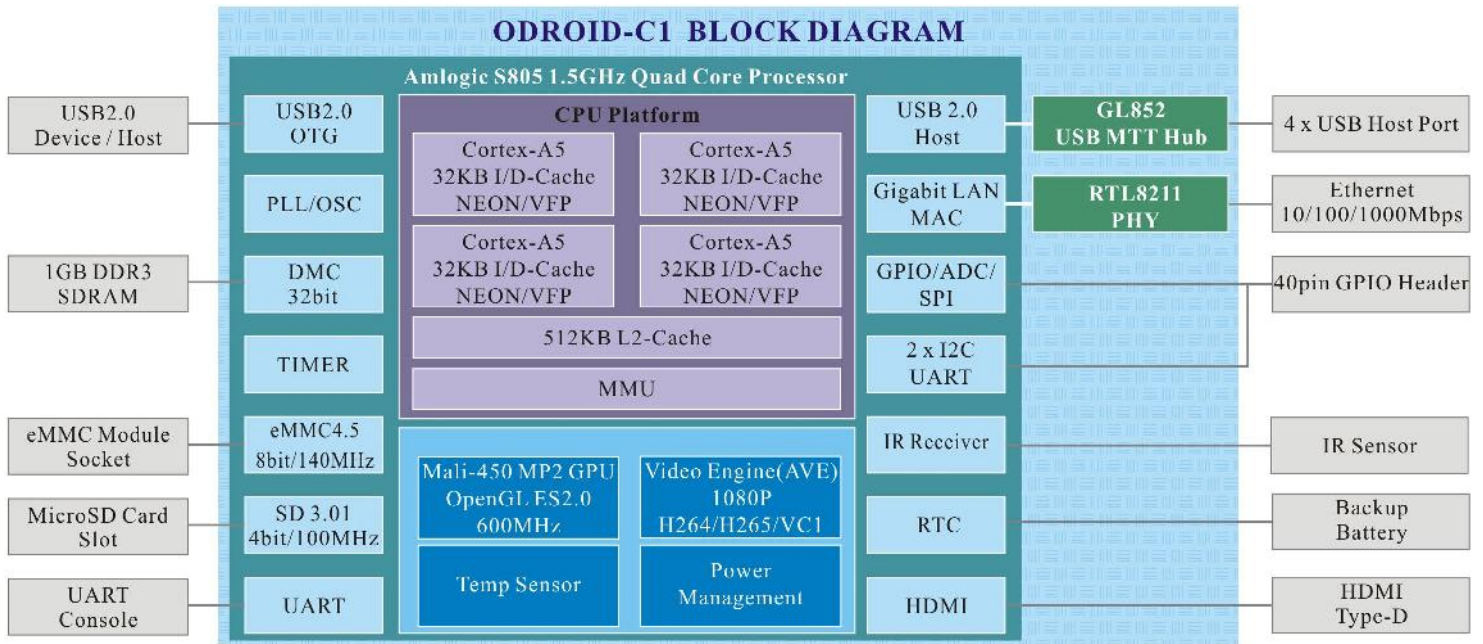 ODROID-C1 BLOCK DIAGRAM
Amlogic S805 1.5GHz Quad Core Processor
USB2.0
Device / Host
1GB DDR3
SDRAM
eMMC Module
Socket
MicroSD Card
Slot
UART
Console
USB2.0
OTG
PLL/OSC
DMC
32bit
TIMER
eMMC4.5
8bit/140MHz
SD 3.01
4bit/100MHz
UART
CPU Platform
Cortex-A5
32KB I/D-Cache
NEON/VFP
Cortex-A5
32KB I/D-Cache
NEON/VFP
Cortex-A5
32KB I/D-Cache
NEON/VFP
Cortex-A5
32KB I/D-Cache
NEON/VFP
512KB L2-Cache
MMU
Mali-450 MP2 GPU
OpenGL ES2.0
600MHz
Video Engine(AVE)
1080P
H264/H265/VC1
Temp Sensor
Power
Management
USB 2.0
Host
Gigabit LAN
MAC
GPIO/ADC/
SPI
2 x I2C
UART
IR Receiver
RTC
HDMI
GL852
USB MTT Hub
RTL8211
PHY
4 x USB Host Port
Ethernet
10/100/1000Mbps
40pin GPIO Header
IR Sensor
Backup
Battery
HDMI
Type-D